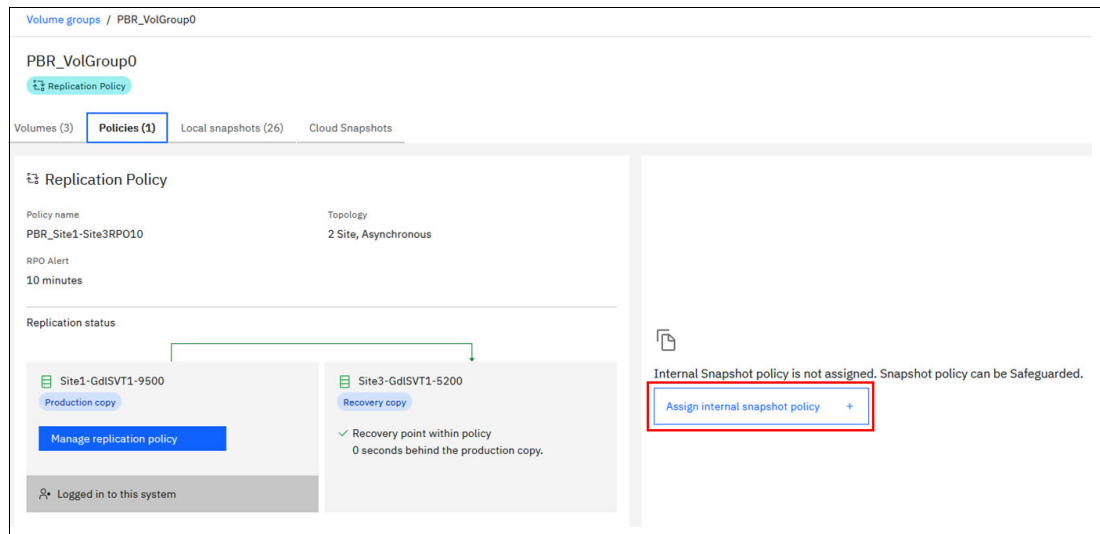 Volume groups / PBR_VolGroup0
PBR_VolGroup0
Replication Policy
Volumes (3) Policies (1) Local snapshots (26) Cloud Snapshots
Replication Policy
Policy name
PBR_Site1-Site3RPO10
Topology
2 Site, Asynchronous
RPO Alert
10 minutes
Replication status
Site1-GdlSVT1-9500
Production copy
Manage replication policy
Logged in to this system
Site3-GdlSVT1-5200
Recovery copy
Recovery point within policy
0 seconds behind the production copy.
Internal Snapshot policy is not assigned. Snapshot policy can be Safeguarded.
Assign internal snapshot policy +